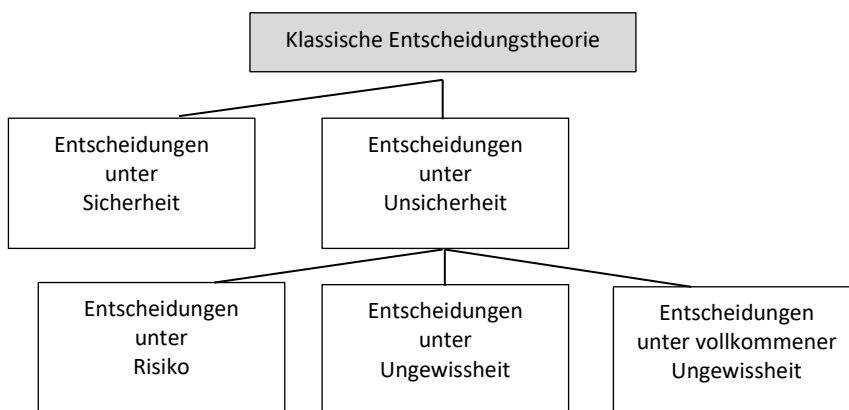 Klassische Entscheidungstheorie
Entscheidungen
unter
Sicherheit
Entscheidungen
unter
Unsicherheit
Entscheidungen
unter
Risiko
Entscheidungen
unter
Ungewissheit
Entscheidungen
unter vollkommener
Ungewissheit